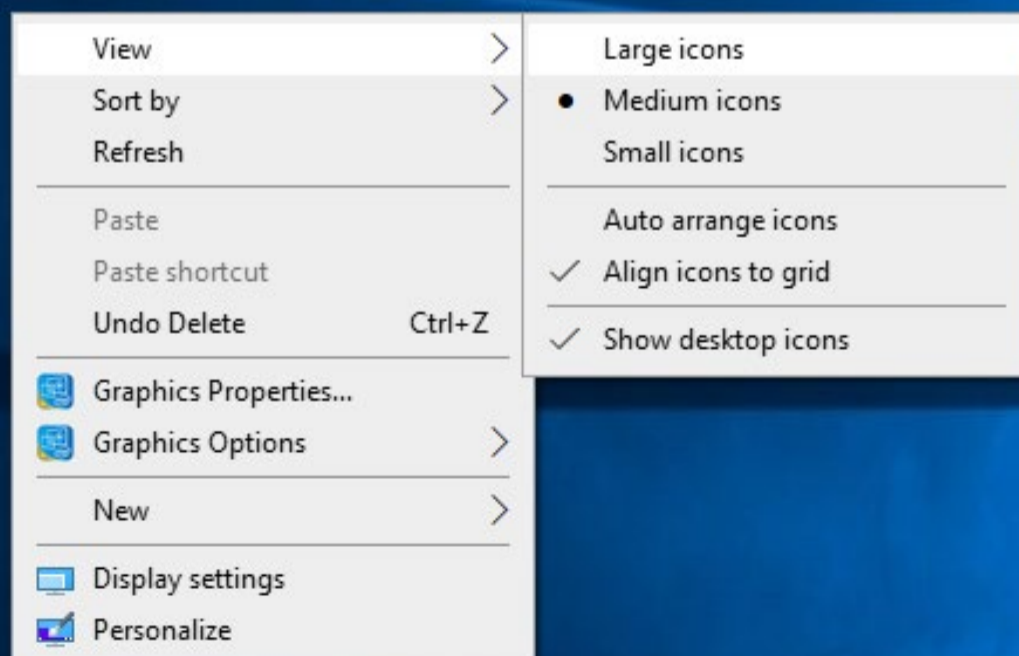 View
Sort by
Refresh
Paste
Paste shortcut
Undo Delete Ctrl+Z
Graphics Properties...
Graphics Options
New
Display settings
Personalize
Large icons
Medium icons
Small icons
Auto arrange icons
Align icons to grid
Show desktop icons